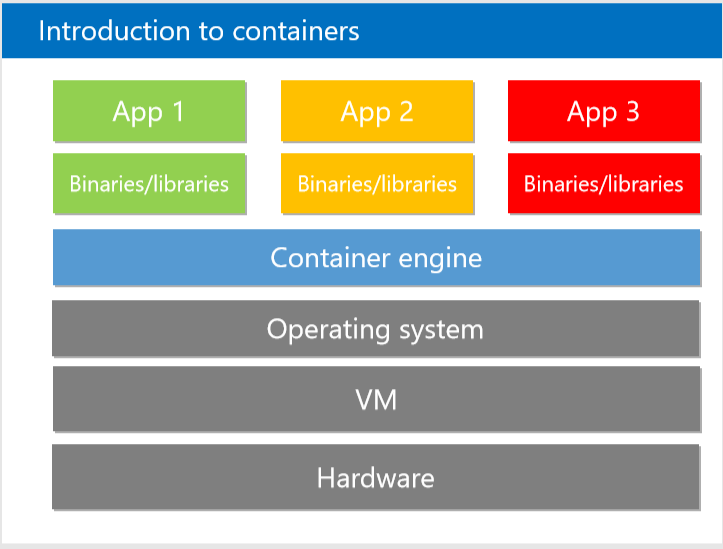 Introduction to containers
App 1
App 2
App 3
Binaries/libraries
Binaries/libraries
Binaries/libraries
Container engine
Operating system
VM
Hardware